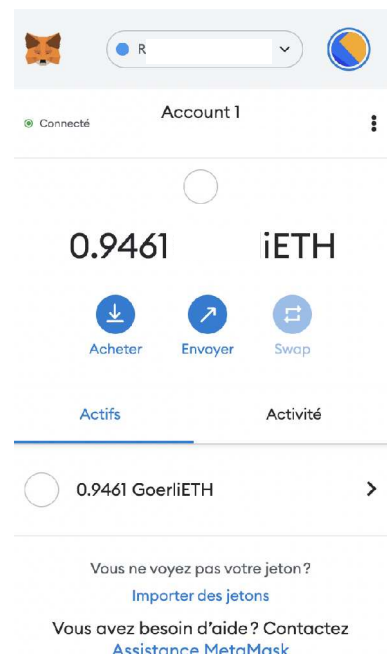 R
Connecté
Account 1
0.9461 iETH
Acheter Envoyer Swap
Actifs Activité
0.9461 GoerliETH
Vous ne voyez pas votre jeton?
Importer des jetons
Vous avez besoin d'aide? Contactez
Assistance MetaMask